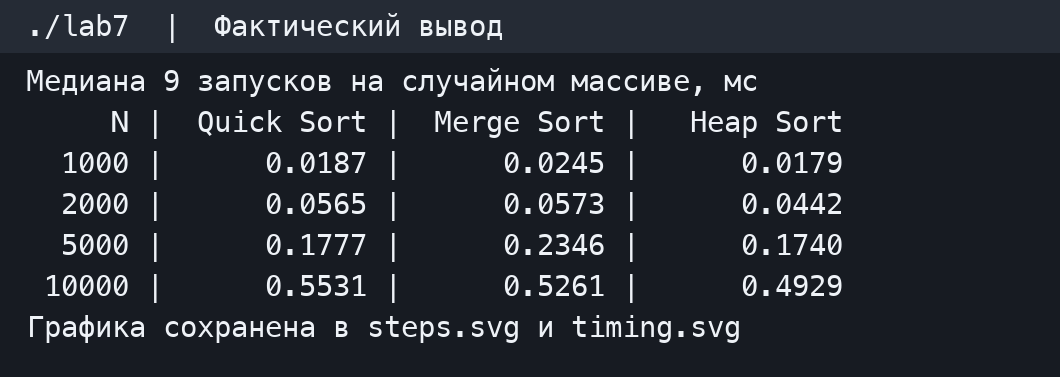 ./lab7  |  Фактический вывод
Медиана 9 запусков на случайном массиве, мс
     N |  Quick Sort |  Merge Sort |   Heap Sort
  1000 |      0.0187 |      0.0245 |      0.0179
  2000 |      0.0565 |      0.0573 |      0.0442
  5000 |      0.1777 |      0.2346 |      0.1740
 10000 |      0.5531 |      0.5261 |      0.4929
Графика сохранена в steps.svg и timing.svg